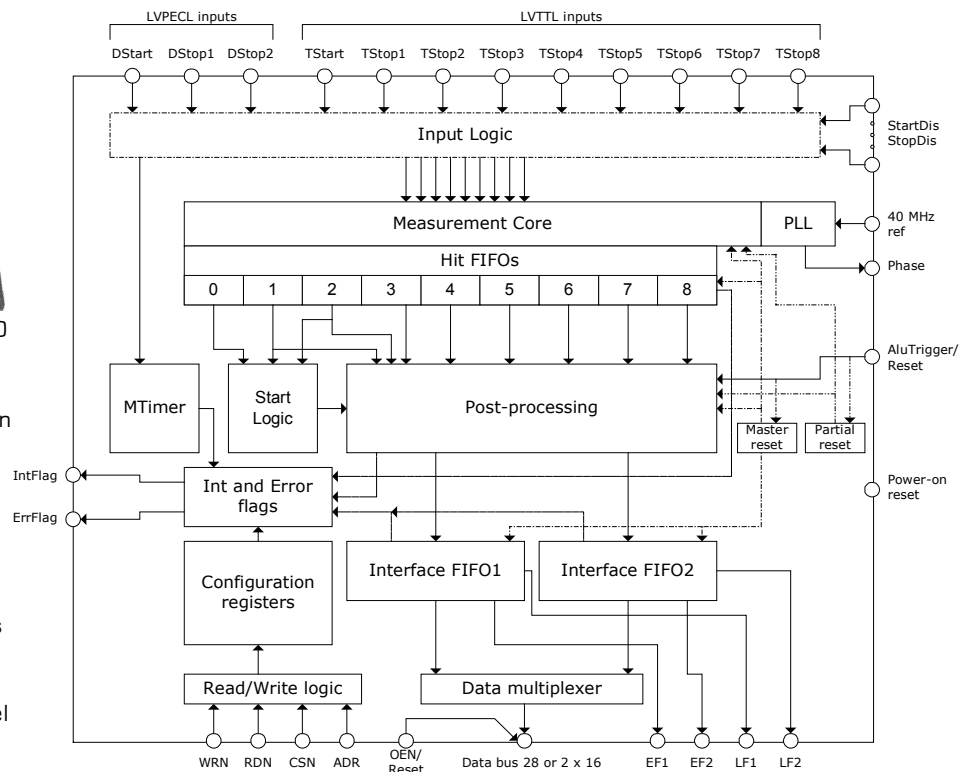 LVPECL inputs
LVTTL inputs
DStart DStop1 DStop2 TStart TStop1 TStop2 TStop3 TStop4 TStop5 TStop6 TStop7 TStop8
Input Logic
StartDis
StopDis
Measurement Core
PLL
40 MHz
ref
Hit FIFOs
Phase
0 1 2 3 4 5 6 7 8
AluTrigger/
Reset
MTimer
Start
Logic
Post-processing
Master
reset
Partial
reset
IntFlag
ErrFlag
Int and Error
flags
Power-on
reset
Configuration
registers
Interface FIFO1
Interface FIFO2
Read/Write logic
Data multiplexer
WRN RDN CSN ADR
OEN/
Reset
Data bus 28 or 2 x 16
EF1 EF2 LF1 LF2